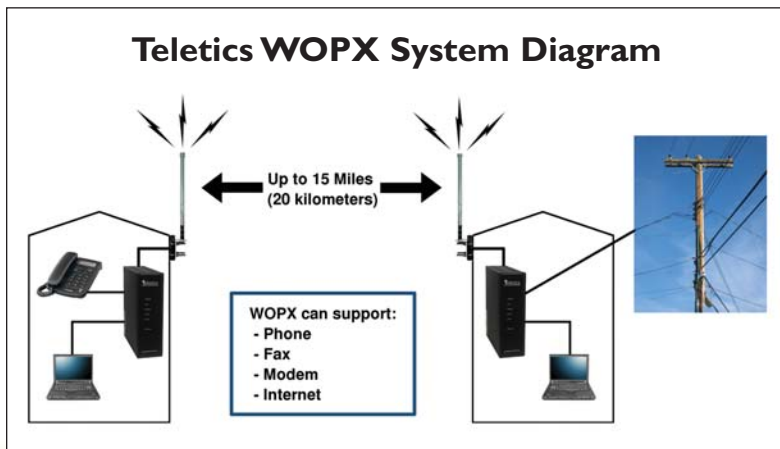 Teletics WOPX System Diagram
Up to 15 Miles
(20 kilometers)
WOPX can support:
- Phone
- Fax
- Modem
- Internet